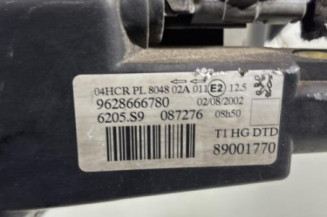 04HCR PL 8048 02A 011 E2 12.5
9628666780 02/08/2002
6205.S9 087276 08h50
T1 HG DTD
89001770